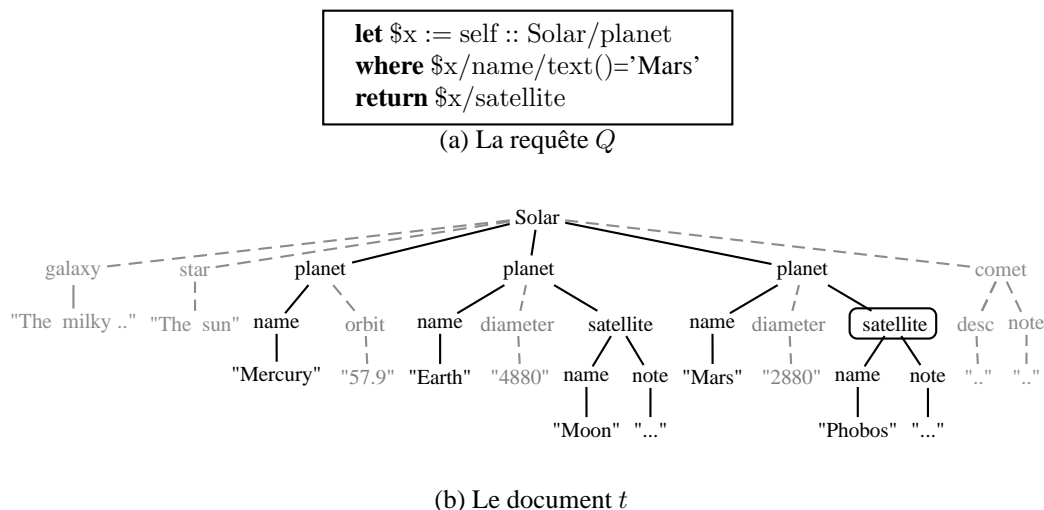 let $x := self :: Solar/planet
where $x/name/text()='Mars'
return $x/satellite
(a) La requête Q
Solar
galaxy star planet planet planet comet
"The milky .." "The sun" name orbit name diameter satellite name diameter satellite desc note
"Mercury" "57.9" "Earth" "4880" name note "Mars" "2880" name note ".." ".."
"Moon" "..." "Phobos" "..."
(b) Le document t